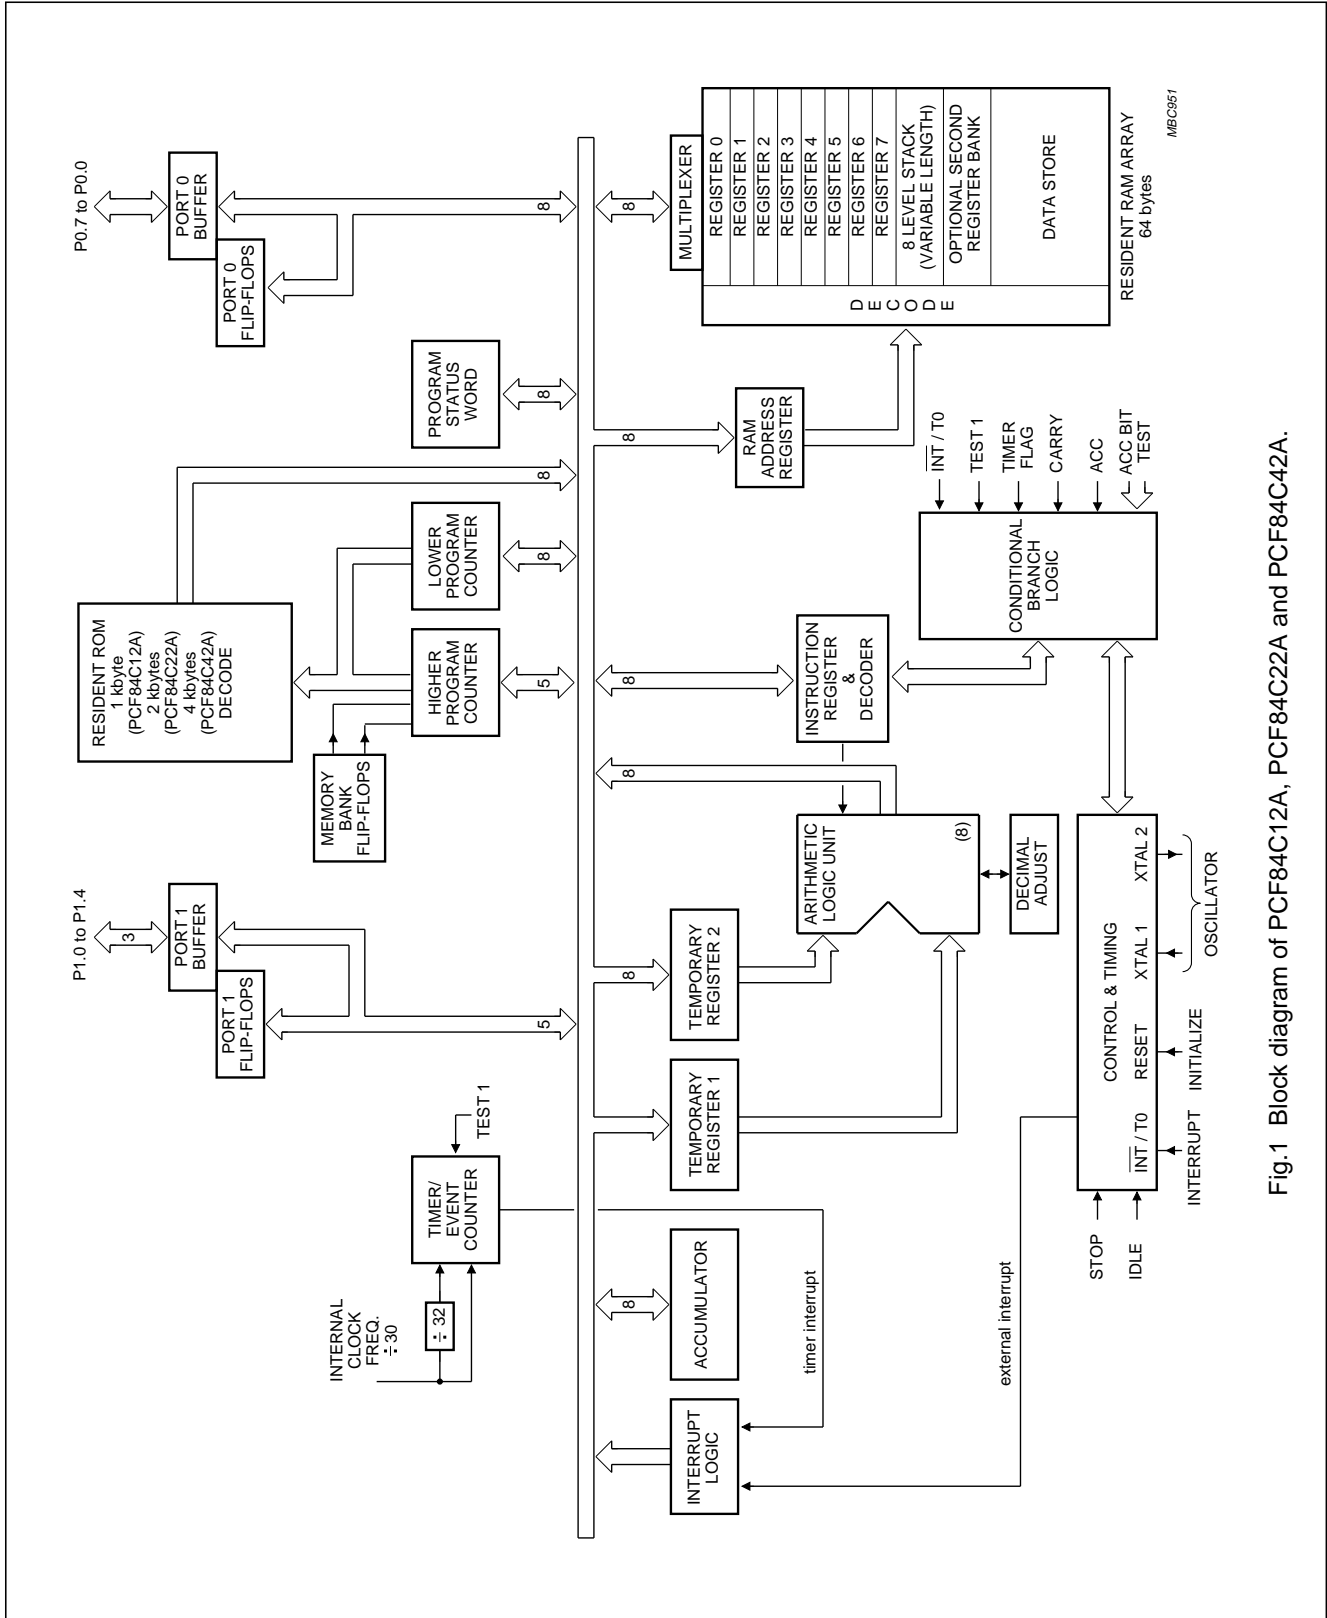 P1.0 to P1.4
3
PORT 1
BUFFER
PORT 1
FLIP-FLOPS
5
P0.7 to P0.0
PORT 0
BUFFER
PORT 0
FLIP-FLOPS
8
RESIDENT ROM
1 kbyte
(PCF84C12A)
2 kbytes
(PCF84C22A)
4 kbytes
(PCF84C42A)
DECODE
MEMORY
BANK
FLIP-FLOPS
HIGHER
PROGRAM
COUNTER
5
LOWER
PROGRAM
COUNTER
8
8
PROGRAM
STATUS
WORD
8
INTERNAL
CLOCK
FREQ.
÷30
÷ 32
TIMER/
EVENT
COUNTER
TEST 1
INTERRUPT
LOGIC
8
ACCUMULATOR
timer interrupt
external interrupt
TEMPORARY
REGISTER 1
8
TEMPORARY
REGISTER 2
8
ARITHMETIC
LOGIC UNIT
(8)
8
DECIMAL
ADJUST
8
INSTRUCTION
REGISTER
&
DECODER
8
RAM
ADDRESS
REGISTER
8
MULTIPLEXER
DECODE
REGISTER 0
REGISTER 1
REGISTER 2
REGISTER 3
REGISTER 4
REGISTER 5
REGISTER 6
REGISTER 7
8 LEVEL STACK
(VARIABLE LENGTH)
OPTIONAL SECOND
REGISTER BANK
DATA STORE
RESIDENT RAM ARRAY
64 bytes
CONDITIONAL
BRANCH
LOGIC
INT / T0
TEST 1
TIMER
FLAG
CARRY
ACC
ACC BIT
TEST
STOP
IDLE
CONTROL & TIMING
INT / T0
RESET
XTAL 1
XTAL 2
INTERRUPT
INITIALIZE
OSCILLATOR
MBC951
Fig.1 Block diagram of PCF84C12A, PCF84C22A and PCF84C42A.